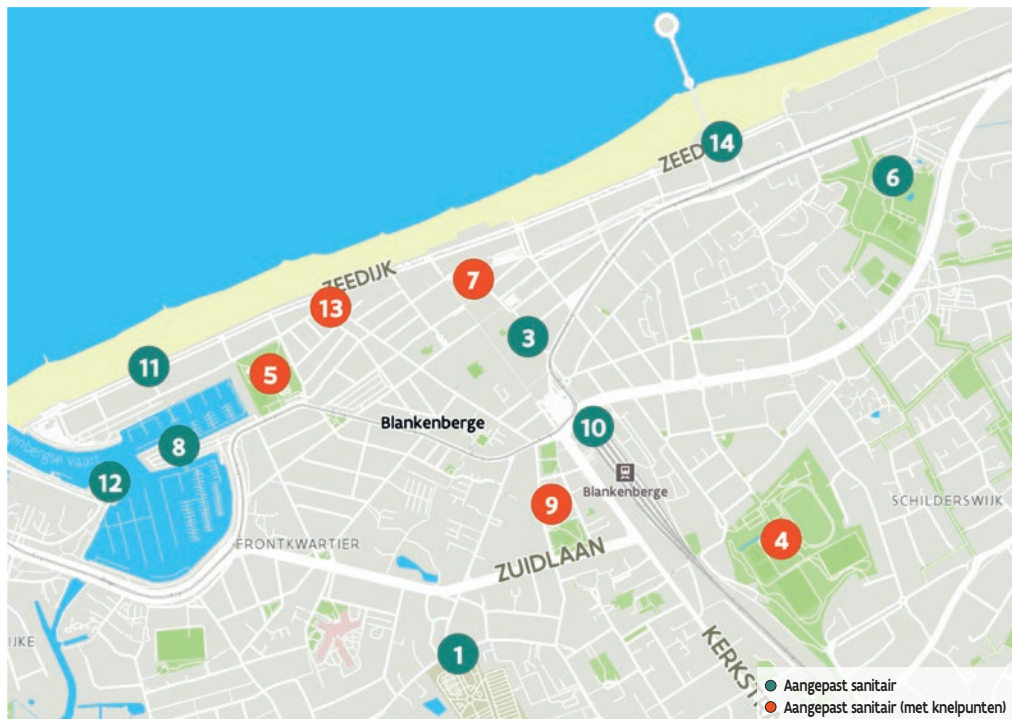 14
ZEED
6
ZEEDIJK
7
13
3
11
5
Blankenberge
10
8
12
Blankenberge
SCHILDERSWIJK
9
4
FRONTKWARTIER
ZUIDLAAN
KERKST
IJKE
1
Aangepast sanitair
Aangepast sanitair (met knelpunten)